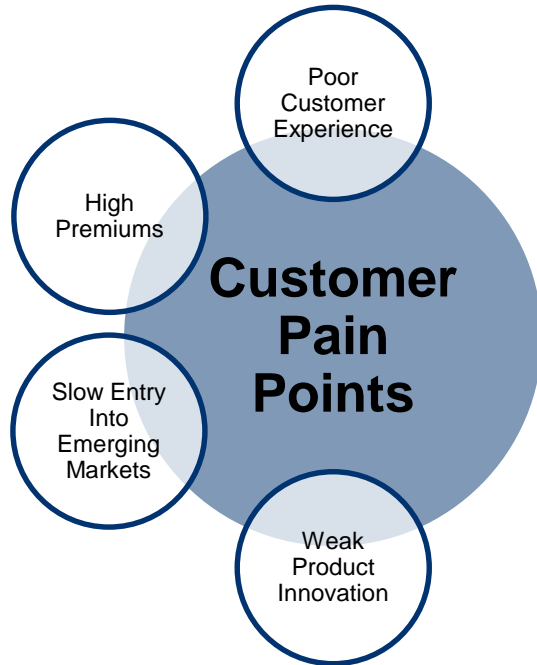 Poor
Customer
Experience
High
Premiums
Customer
Pain
Points
Slow Entry
Into
Emerging
Markets
Weak
Product
Innovation